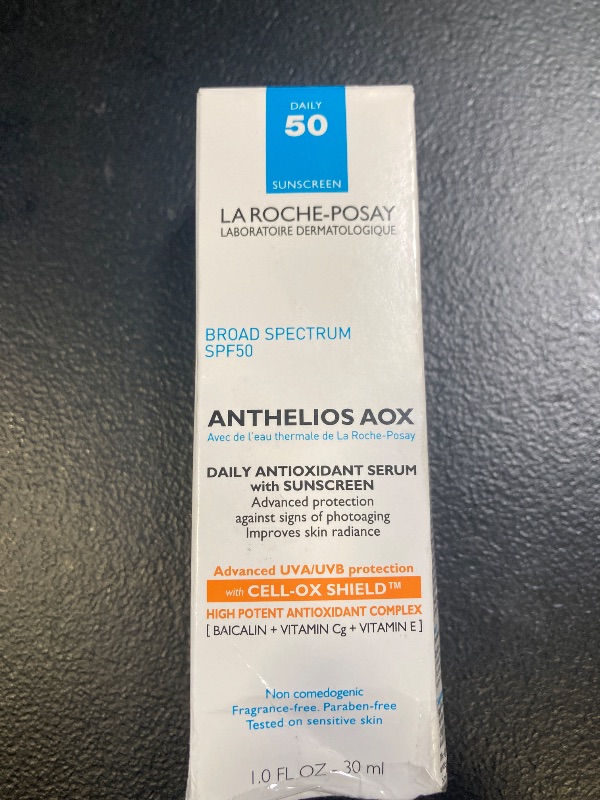 DAILY
50
SUNSCREEN
LA ROCHE-POSAY
LABORATOIRE DERMATOLOGIQUE
BROAD SPECTRUM
SPF50
ANTHELIOS AOX
Avec de l'eau thermale de La Roche-Posay
DAILY ANTIOXIDANT SERUM
with SUNSCREEN
Advanced protection
against signs of photoaging
Improves skin radiance
Advanced UVA/UVB protection
with CELL-OX SHIELD™
HIGH POTENT ANTIOXIDANT COMPLEX
[ BAICALIN + VITAMIN Cg + VITAMIN E ]
Non comedogenic
Fragrance-free. Paraben-free
Tested on sensitive skin
1.0 FL OZ - 30 ml